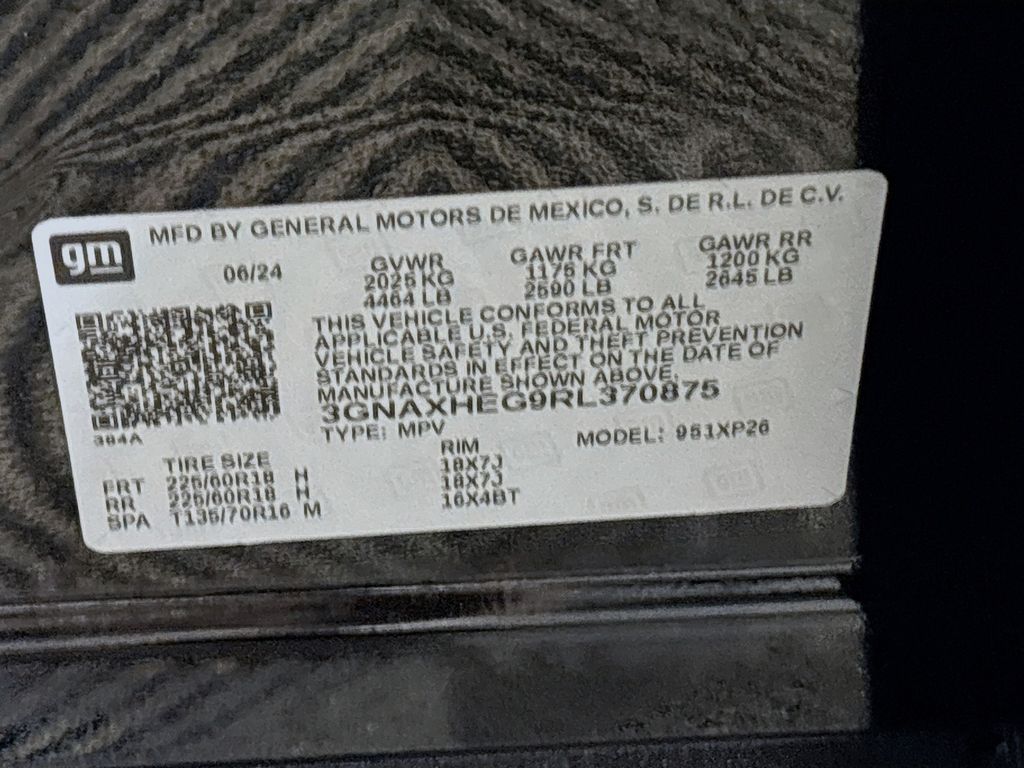 gm
MFD BY GENERAL MOTORS DE MEXICO, S. DE R.L. DE C.V.
06/24
GVWR
2025 KG
4464 LB
GAWR FRT
1175 KG
2590 LB
GAWR RR
1200 KG
2645 LB
THIS VEHICLE CONFORMS TO ALL
APPLICABLE U.S. FEDERAL MOTOR
VEHICLE SAFETY AND THEFT PREVENTION
STANDARDS IN EFFECT ON THE DATE OF
MANUFACTURE SHOWN ABOVE.
3GNAXHEG9RL370875
TYPE: MPV MODEL: 
TIRE SIZE RIM
FRT 225/60R18 H 18X7J
RR 225/60R18 H 18X7J
SPA T135/70R16 M 16X4BT